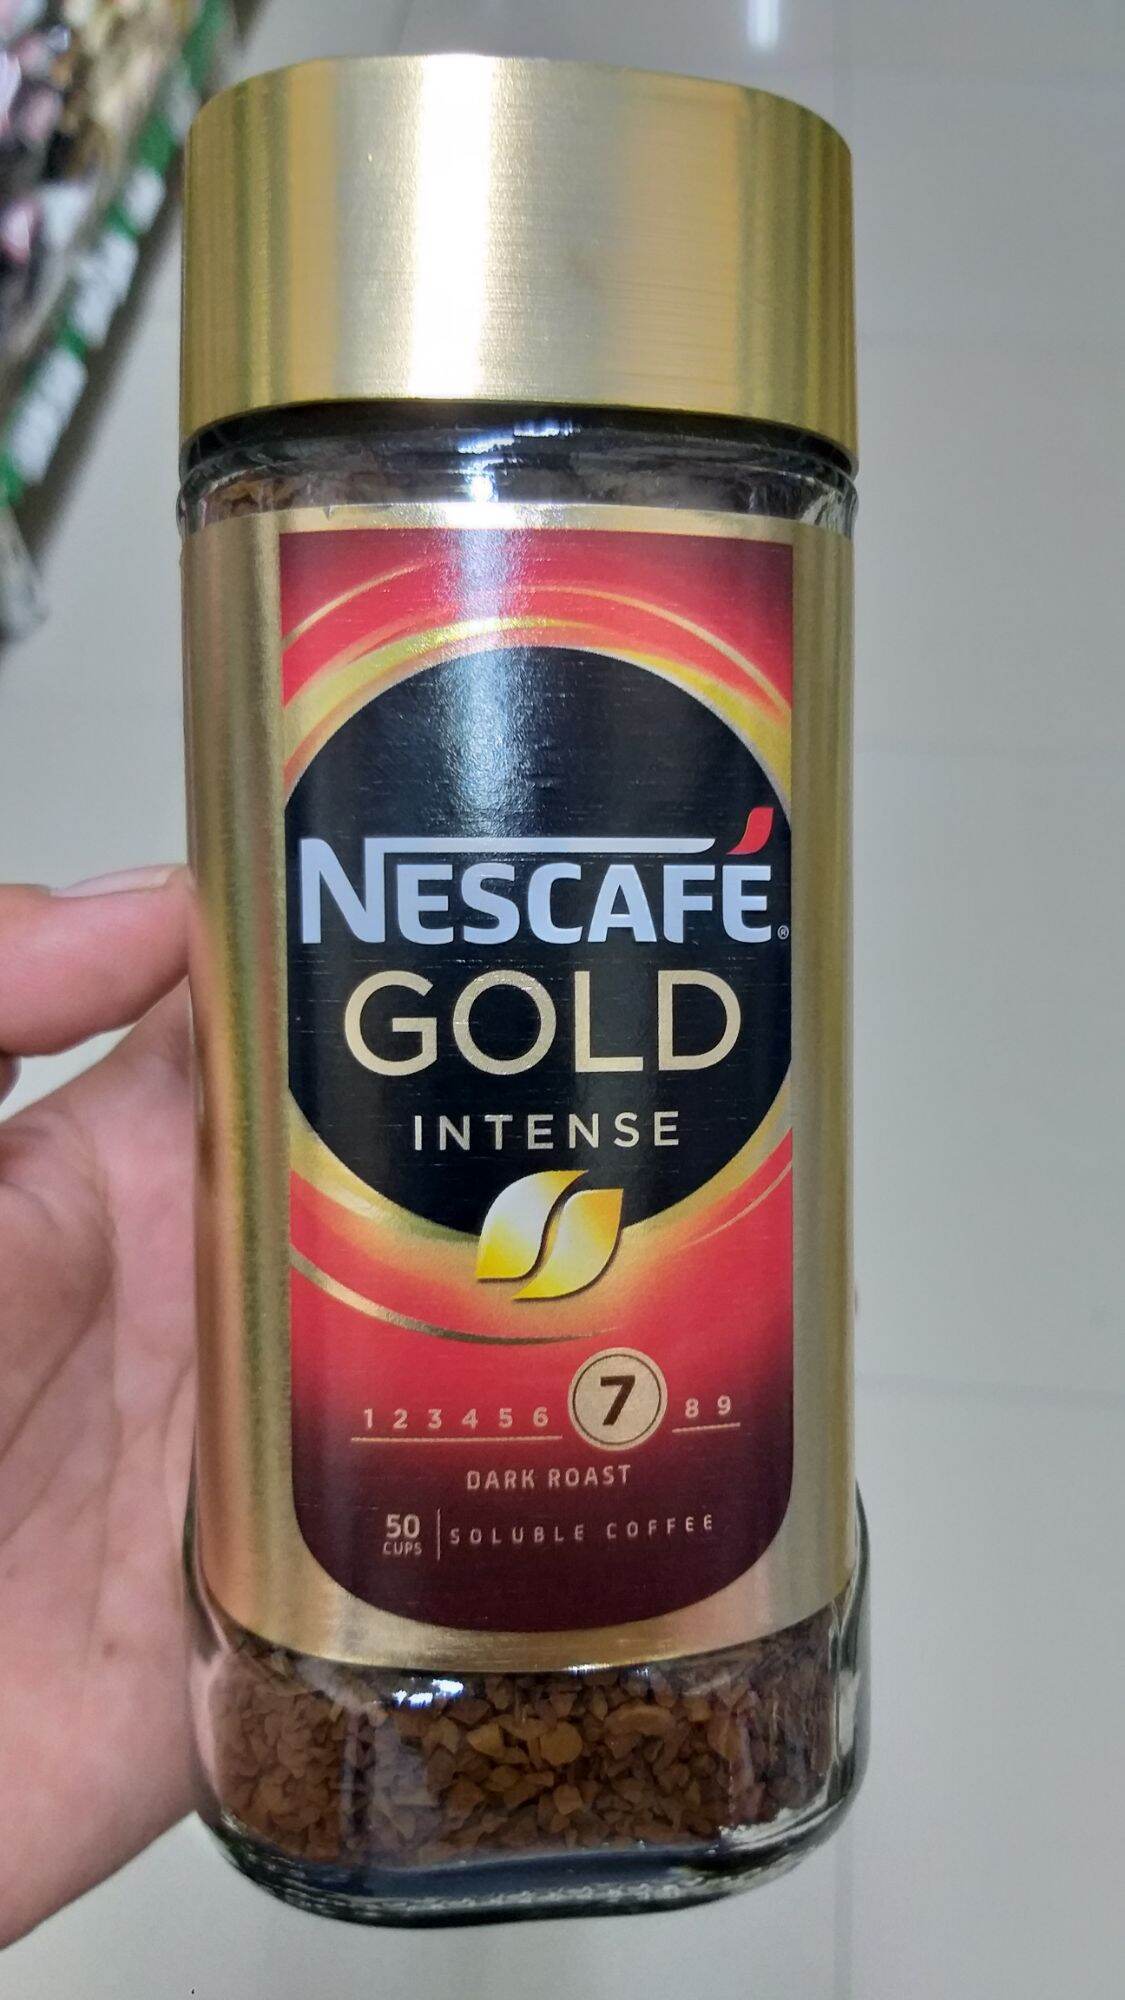 NESCAFÉ®
GOLD
INTENSE
1 2 3 4 5 6 7 8 9
DARK ROAST
50 CUPS | SOLUBLE COFFEE